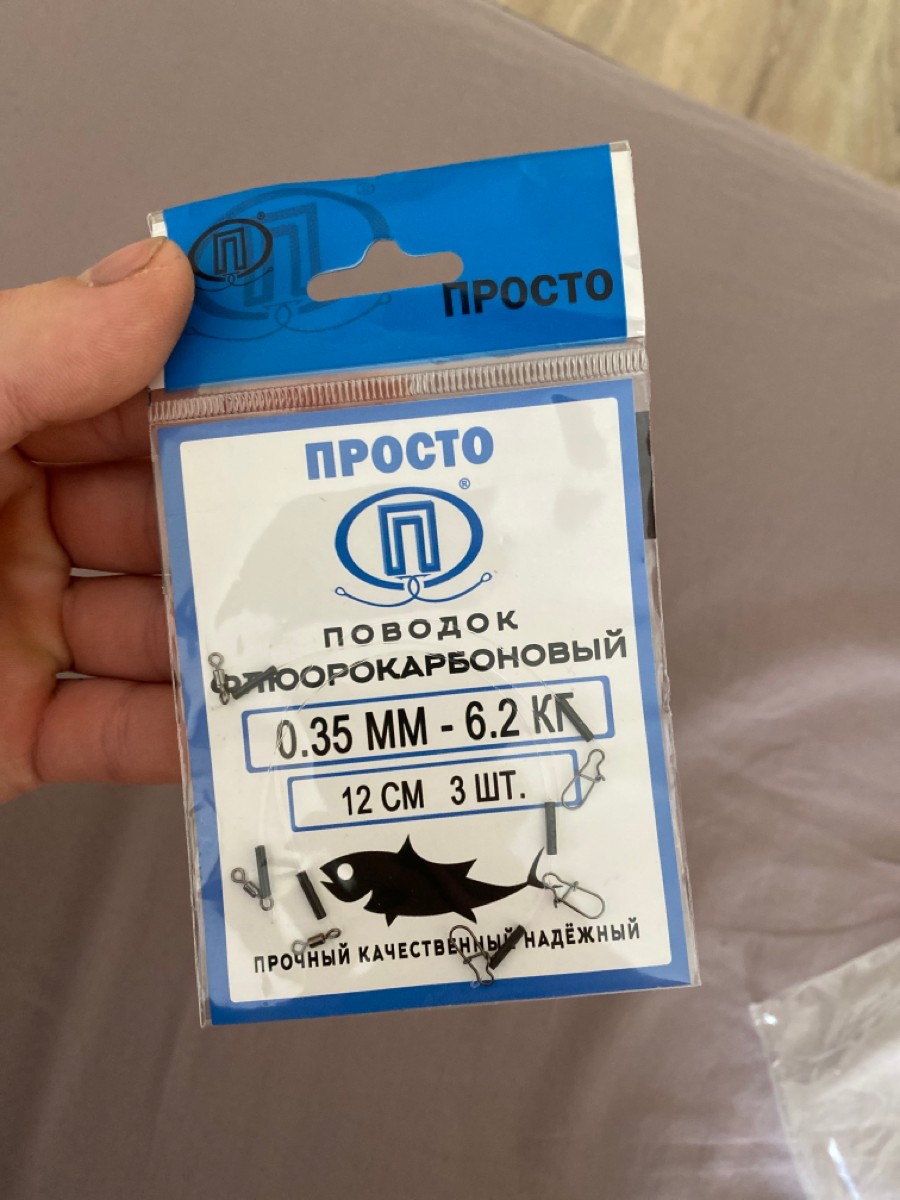 П
ПРОСТО
ПРОСТО
П
®
ПОВОДОК
ФЛЮОРОКАРБОНОВЫЙ
0.35 ММ - 6.2 КГ
12 СМ 3 ШТ.
ПРОЧНЫЙ КАЧЕСТВЕННЫЙ НАДЁЖНЫЙ